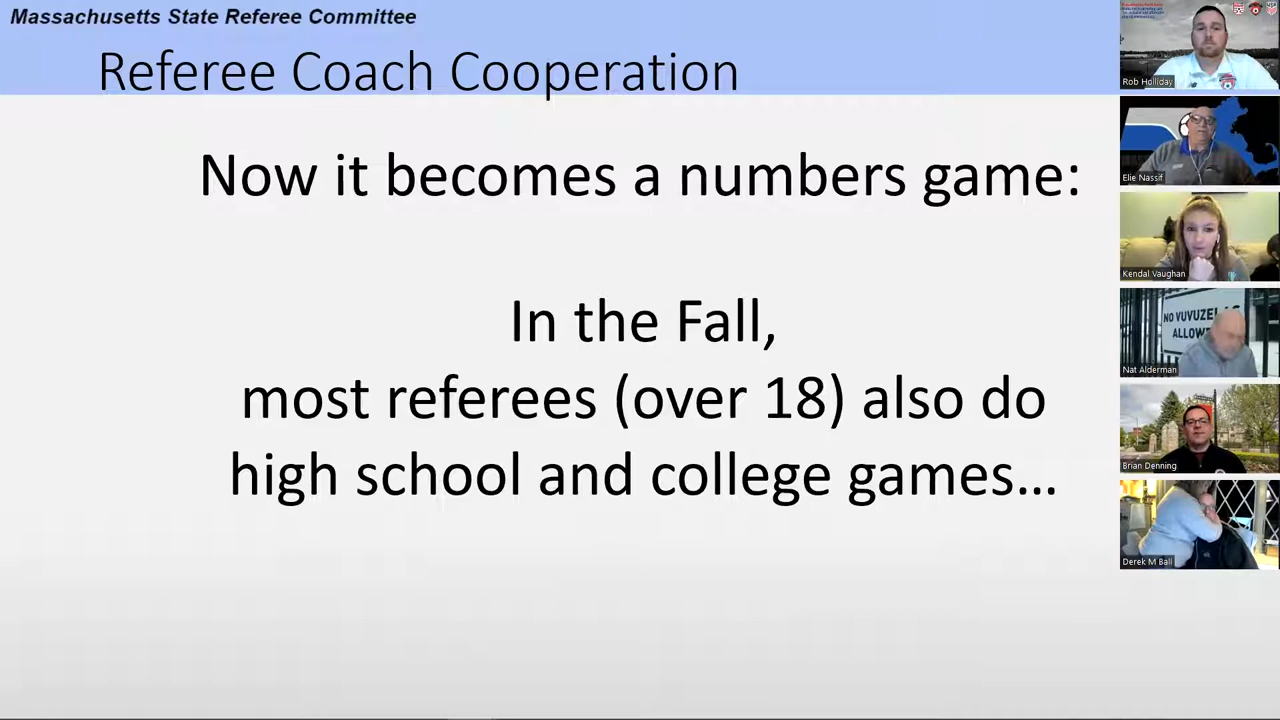 Massachusetts State Referee Committee
Referee Coach Cooperation
Now it becomes a numbers game:
In the Fall,
most referees (over 18) also do
high school and college games...
Rob Holliday
Elie Nassif
Kendal Vaughan
NO VUVUZELAS
ALLOWE
Nat Alderman
Brian Denning
Derek M Ball